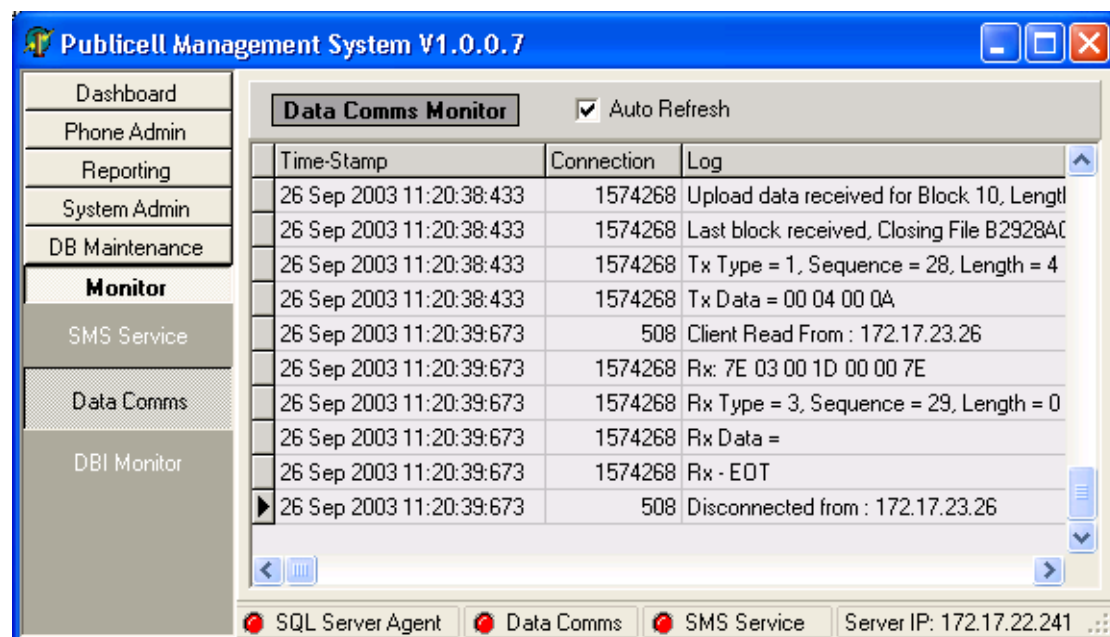 Publicell Management System V1.0.0.7
Dashboard
Phone Admin
Reporting
System Admin
DB Maintenance
Monitor
SMS Service
Data Comms
DBI Monitor
Data Comms Monitor Auto Refresh
Time-Stamp Connection Log
26 Sep 2003 11:20:38:433 1574268 Upload data received for Block 10, Lengtl
26 Sep 2003 11:20:38:433 1574268 Last block received, Closing File B2928A0
26 Sep 2003 11:20:38:433 1574268 Tx Type = 1, Sequence = 28, Length = 4
26 Sep 2003 11:20:38:433 1574268 Tx Data = 00 04 00 0A
26 Sep 2003 11:20:39:673 508 Client Read From : 172.17.23.26
26 Sep 2003 11:20:39:673 1574268 Rx: 7E 03 00 1D 00 00 7E
26 Sep 2003 11:20:39:673 1574268 Rx Type = 3, Sequence = 29, Length = 0
26 Sep 2003 11:20:39:673 1574268 Rx Data =
26 Sep 2003 11:20:39:673 1574268 Rx - EOT
26 Sep 2003 11:20:39:673 508 Disconnected from : 172.17.23.26
SQL Server Agent Data Comms SMS Service Server IP: 172.17.22.241